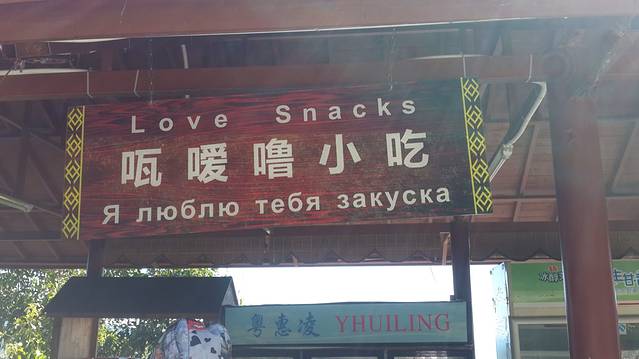 Love Snacks
呱嗳噜小吃
Я люблю тебя закуска
粤惠凌 YHUILING